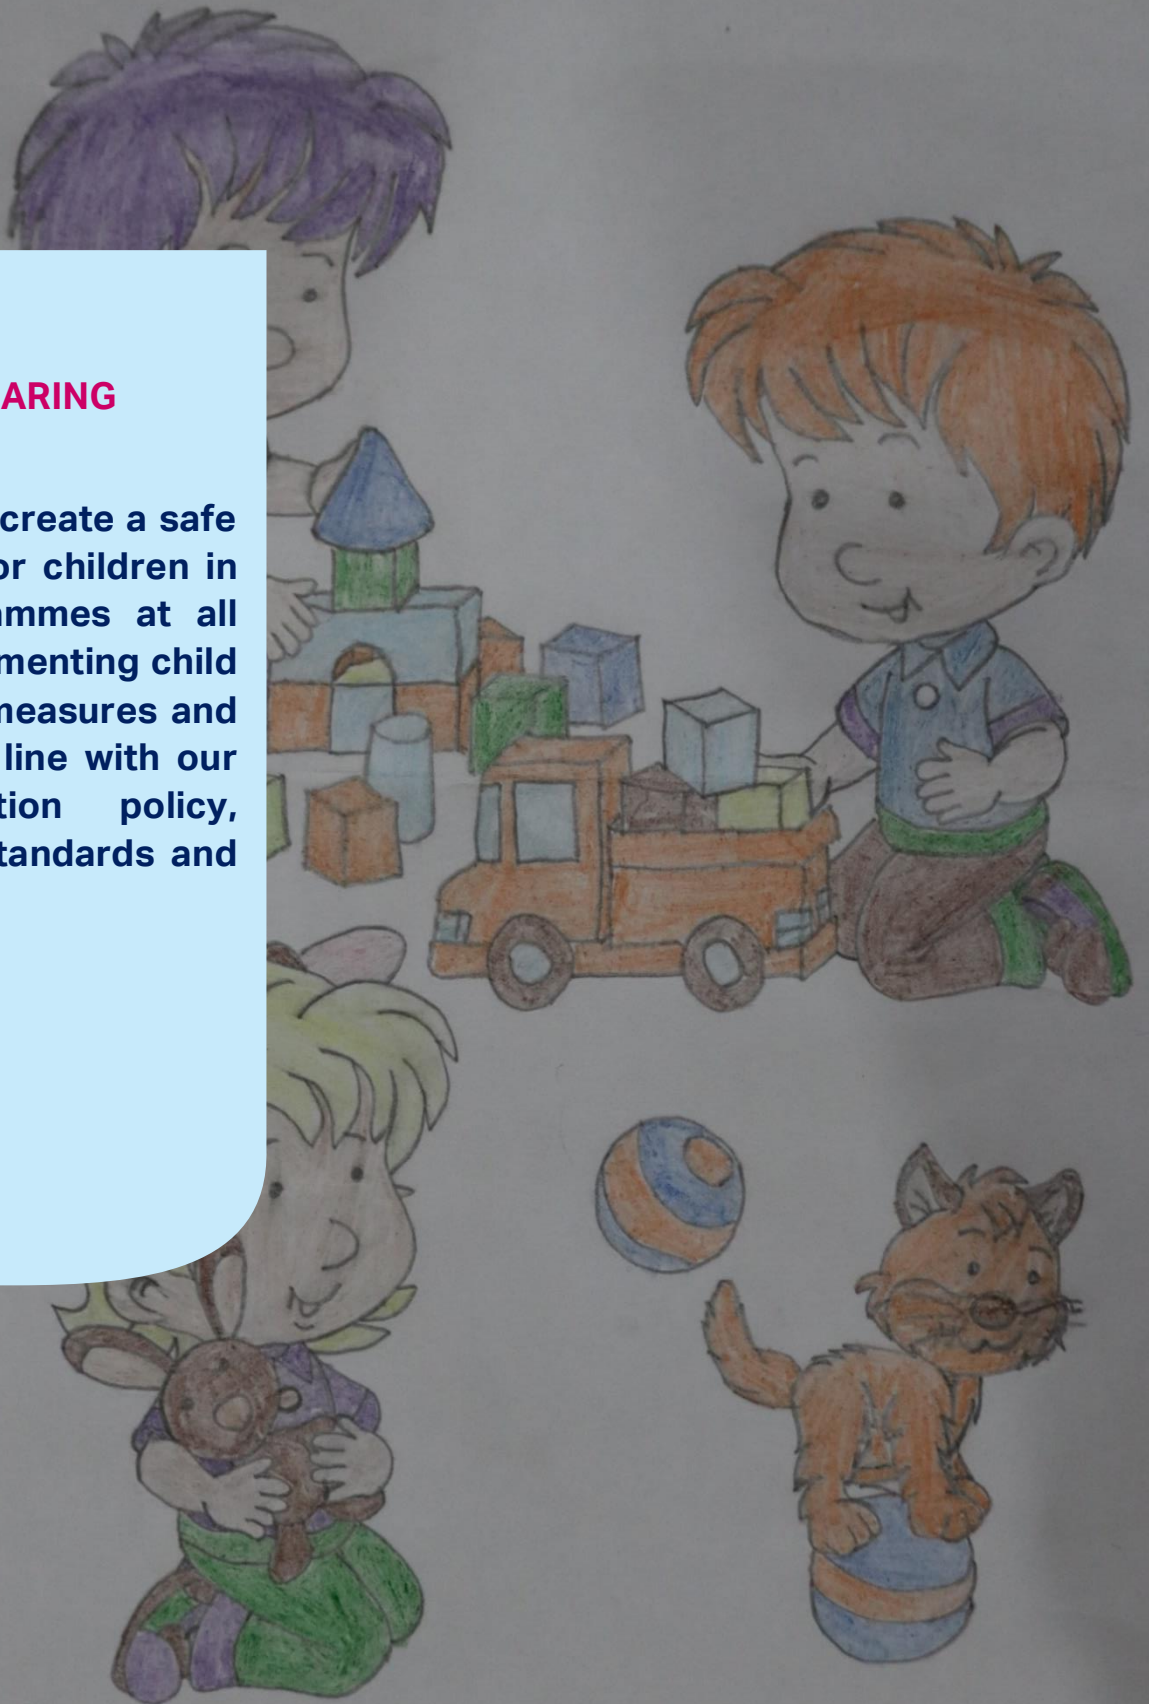 ARING
create a safe
or children in
ammes at all
menting child
measures and
line with our
tion policy,
tandards and